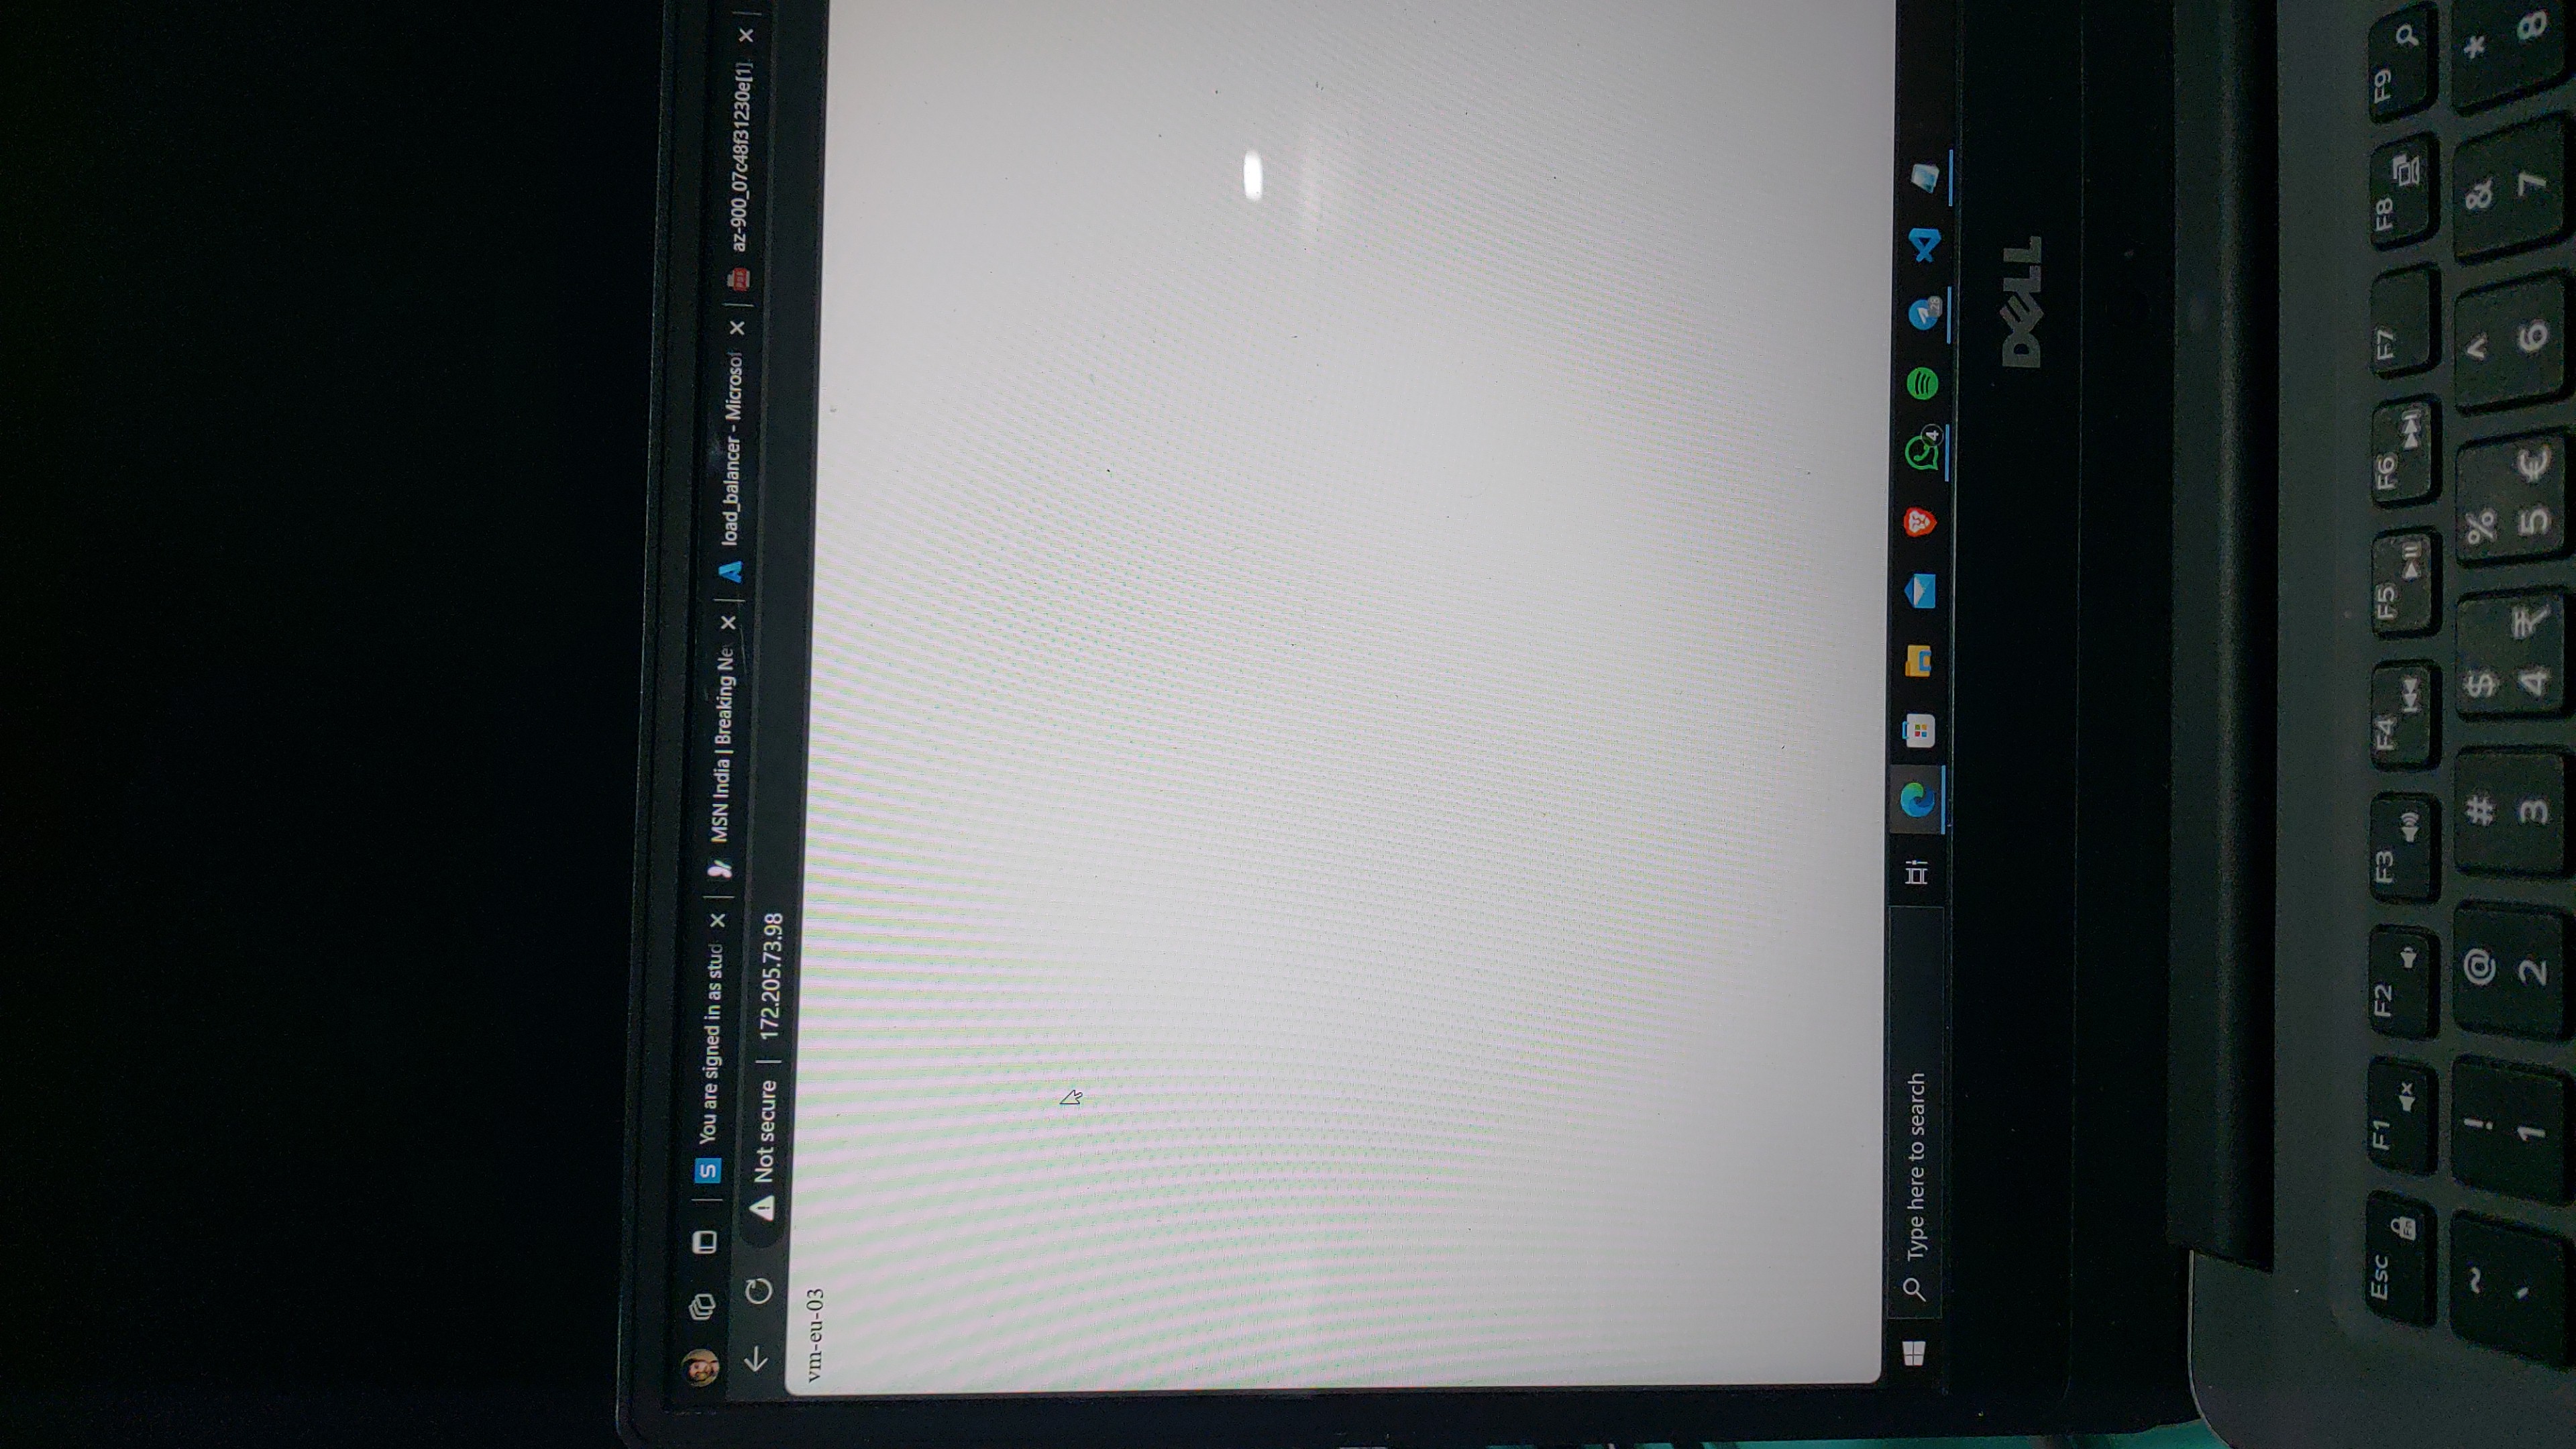 You are signed in as stud
MSN India | Breaking Ne
load_balancer - Microsof
az-900_07c48f31230e[1]
Not secure | 172.205.73.98
vm-eu-03
Type here to search
4
DELL
Esc F1 F2 F3 F4 F5 F6 F7 F8 F9
~ ! @ # $ % ^ & *
` 1 2 3 4 ₹ 5 € 6 7 8